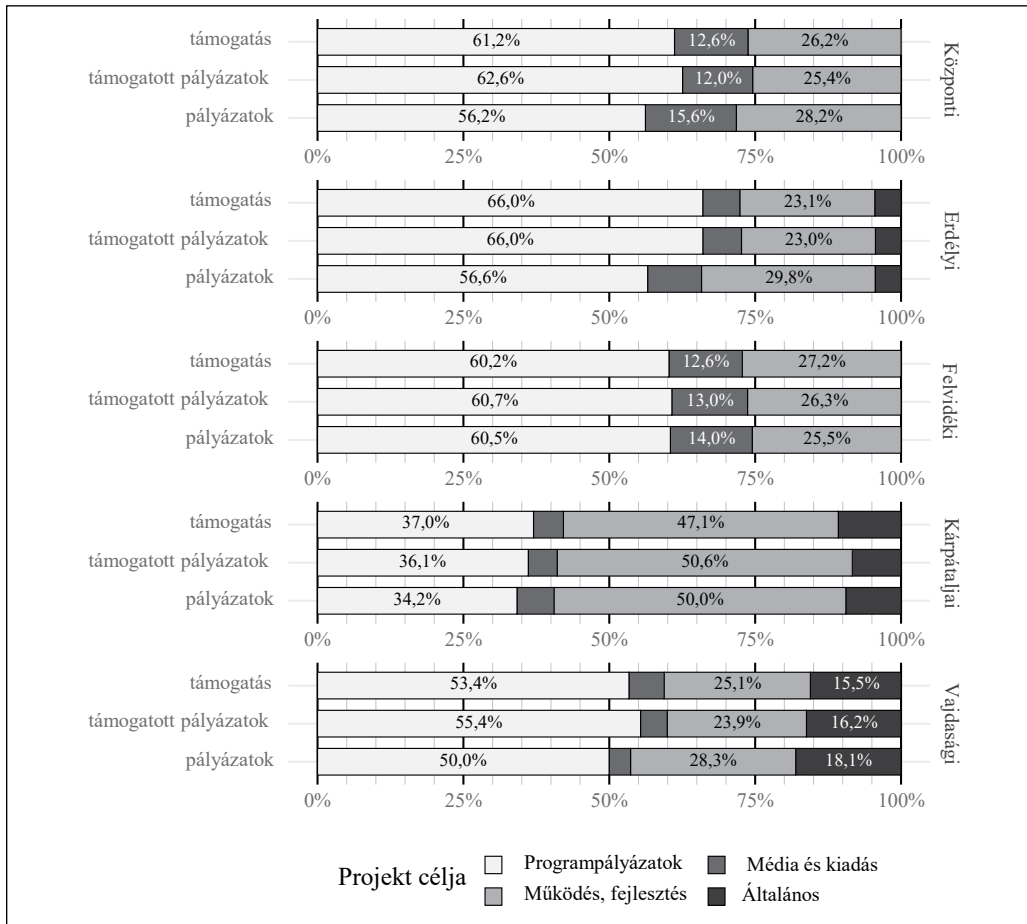 támogatás 61,2% 12,6% 26,2%
támogatott pályázatok 62,6% 12,0% 25,4%
pályázatok 56,2% 15,6% 28,2%
Központi
0% 25% 50% 75% 100%
támogatás 66,0% 23,1%
támogatott pályázatok 66,0% 23,0%
pályázatok 56,6% 29,8%
Erdélyi
0% 25% 50% 75% 100%
támogatás 60,2% 12,6% 27,2%
támogatott pályázatok 60,7% 13,0% 26,3%
pályázatok 60,5% 14,0% 25,5%
Felvidéki
0% 25% 50% 75% 100%
támogatás 37,0% 47,1%
támogatott pályázatok 36,1% 50,6%
pályázatok 34,2% 50,0%
Kárpátaljai
0% 25% 50% 75% 100%
támogatás 53,4% 25,1% 15,5%
támogatott pályázatok 55,4% 23,9% 16,2%
pályázatok 50,0% 28,3% 18,1%
Vajdasági
0% 25% 50% 75% 100%
Projekt célja
Programpályázatok Média és kiadás
Működés, fejlesztés Általános